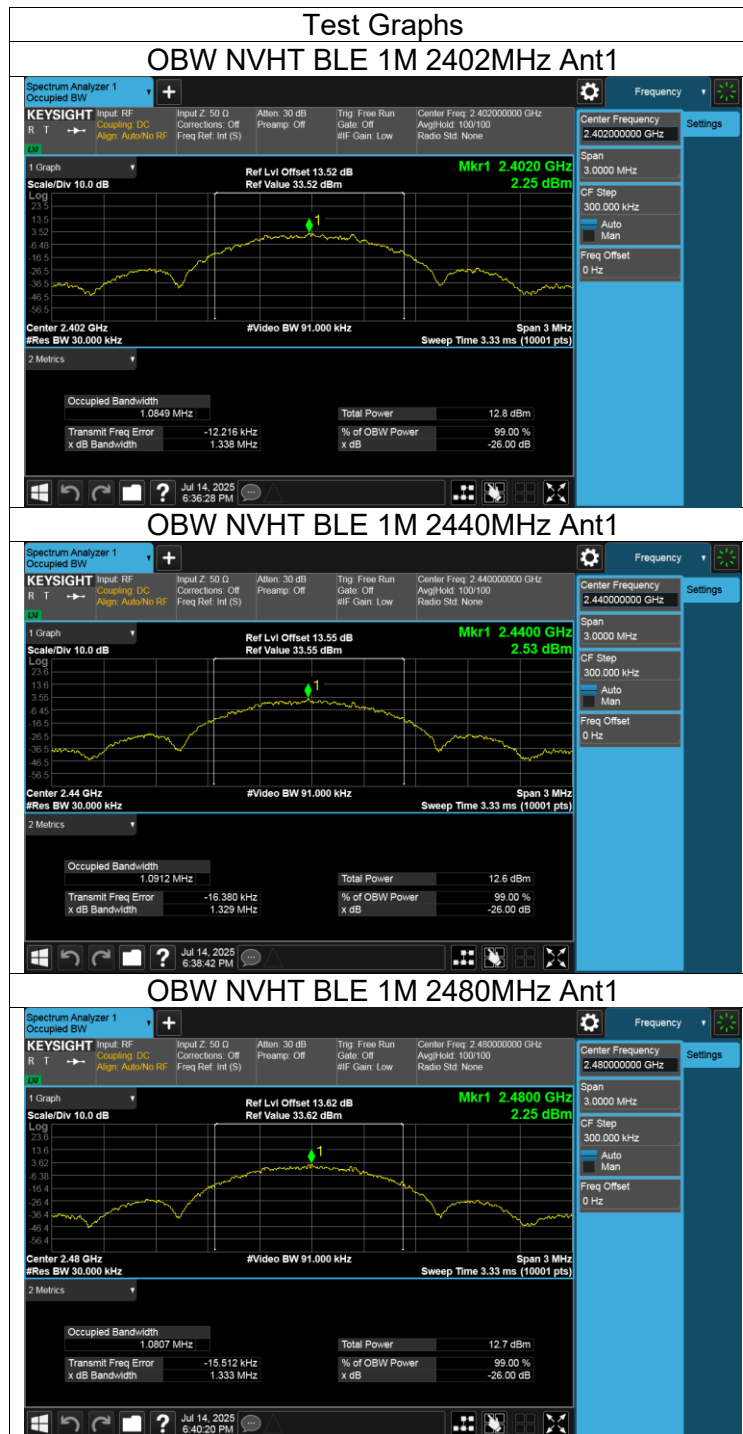 Test Graphs
OBW NVHT BLE 1M 2402MHz Ant1
Spectrum Analyzer 1
Occupied BW
Frequency
KEYSIGHT
R T
LXI
Input: RF
Coupling: DC
Align: Auto/No RF
Input Z: 50 Ω
Corrections: Off
Freq Ref: Int (S)
Atten: 30 dB
Preamp: Off
Trig: Free Run
Gate: Off
#IF Gain: Low
Center Freq: 2.402000000 GHz
Avg|Hold: 100/100
Radio Std: None
Center Frequency
2.402000000 GHz
Settings
Span
3.0000 MHz
CF Step
300.000 kHz
Auto
Man
Freq Offset
0 Hz
1 Graph
Scale/Div 10.0 dB
Ref Lvl Offset 13.52 dB
Ref Value 33.52 dBm
Mkr1 2.4020 GHz
2.25 dBm
Log
23.5
13.5
3.52
-6.48
-16.5
-26.5
-36.5
-46.5
-56.5
1
Center 2.402 GHz
#Res BW 30.000 kHz
#Video BW 91.000 kHz
Span 3 MHz
Sweep Time 3.33 ms (10001 pts)
2 Metrics
Occupied Bandwidth
1.0849 MHz
Total Power 12.8 dBm
Transmit Freq Error -12.216 kHz
% of OBW Power 99.00 %
x dB Bandwidth 1.338 MHz
x dB -26.00 dB
Jul 14, 2025
6:36:28 PM
OBW NVHT BLE 1M 2440MHz Ant1
Spectrum Analyzer 1
Occupied BW
Frequency
KEYSIGHT
R T
LXI
Input: RF
Coupling: DC
Align: Auto/No RF
Input Z: 50 Ω
Corrections: Off
Freq Ref: Int (S)
Atten: 30 dB
Preamp: Off
Trig: Free Run
Gate: Off
#IF Gain: Low
Center Freq: 2.440000000 GHz
Avg|Hold: 100/100
Radio Std: None
Center Frequency
2.440000000 GHz
Settings
Span
3.0000 MHz
CF Step
300.000 kHz
Auto
Man
Freq Offset
0 Hz
1 Graph
Scale/Div 10.0 dB
Ref Lvl Offset 13.55 dB
Ref Value 33.55 dBm
Mkr1 2.4400 GHz
2.53 dBm
Log
23.6
13.6
3.55
-6.45
-16.5
-26.5
-36.5
-46.5
-56.5
1
Center 2.44 GHz
#Res BW 30.000 kHz
#Video BW 91.000 kHz
Span 3 MHz
Sweep Time 3.33 ms (10001 pts)
2 Metrics
Occupied Bandwidth
1.0912 MHz
Total Power 12.6 dBm
Transmit Freq Error -16.380 kHz
% of OBW Power 99.00 %
x dB Bandwidth 1.329 MHz
x dB -26.00 dB
Jul 14, 2025
6:38:42 PM
OBW NVHT BLE 1M 2480MHz Ant1
Spectrum Analyzer 1
Occupied BW
Frequency
KEYSIGHT
R T
LXI
Input: RF
Coupling: DC
Align: Auto/No RF
Input Z: 50 Ω
Corrections: Off
Freq Ref: Int (S)
Atten: 30 dB
Preamp: Off
Trig: Free Run
Gate: Off
#IF Gain: Low
Center Freq: 2.480000000 GHz
Avg|Hold: 100/100
Radio Std: None
Center Frequency
2.480000000 GHz
Settings
Span
3.0000 MHz
CF Step
300.000 kHz
Auto
Man
Freq Offset
0 Hz
1 Graph
Scale/Div 10.0 dB
Ref Lvl Offset 13.62 dB
Ref Value 33.62 dBm
Mkr1 2.4800 GHz
2.25 dBm
Log
23.6
13.6
3.62
-6.38
-16.4
-26.4
-36.4
-46.4
-56.4
1
Center 2.48 GHz
#Res BW 30.000 kHz
#Video BW 91.000 kHz
Span 3 MHz
Sweep Time 3.33 ms (10001 pts)
2 Metrics
Occupied Bandwidth
1.0807 MHz
Total Power 12.7 dBm
Transmit Freq Error -15.512 kHz
% of OBW Power 99.00 %
x dB Bandwidth 1.333 MHz
x dB -26.00 dB
Jul 14, 2025
6:40:20 PM